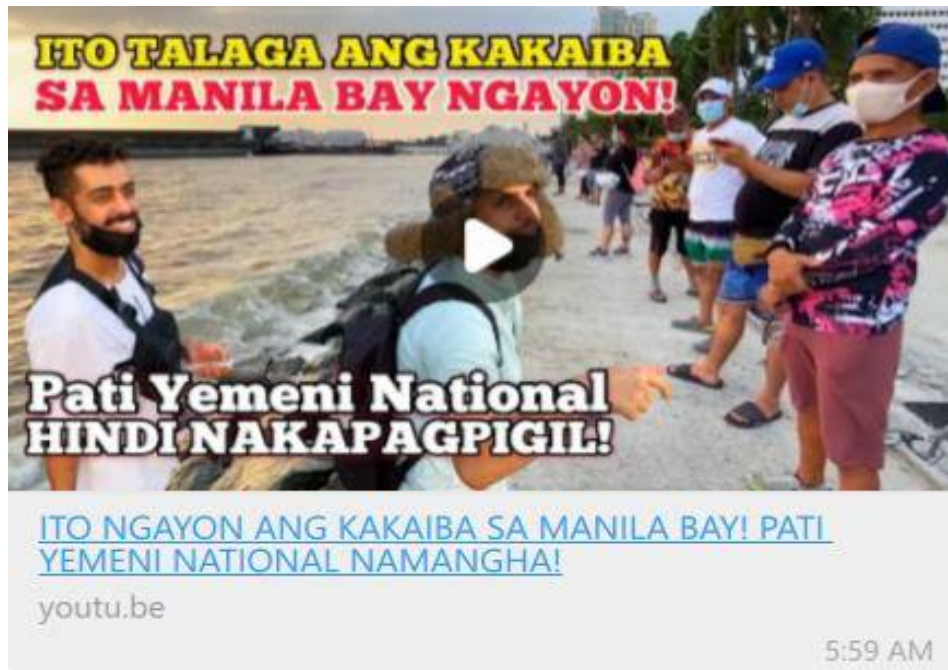 ITO TALAGA ANG KAKAIBA
SA MANILA BAY NGAYON!
Pati Yemeni National
HINDI NAKAPAGPIGIL!
ITO NGAYON ANG KAKAIBA SA MANILA BAY! PATI
YEMENI NATIONAL NAMANGHA!
youtu.be
5:59 AM